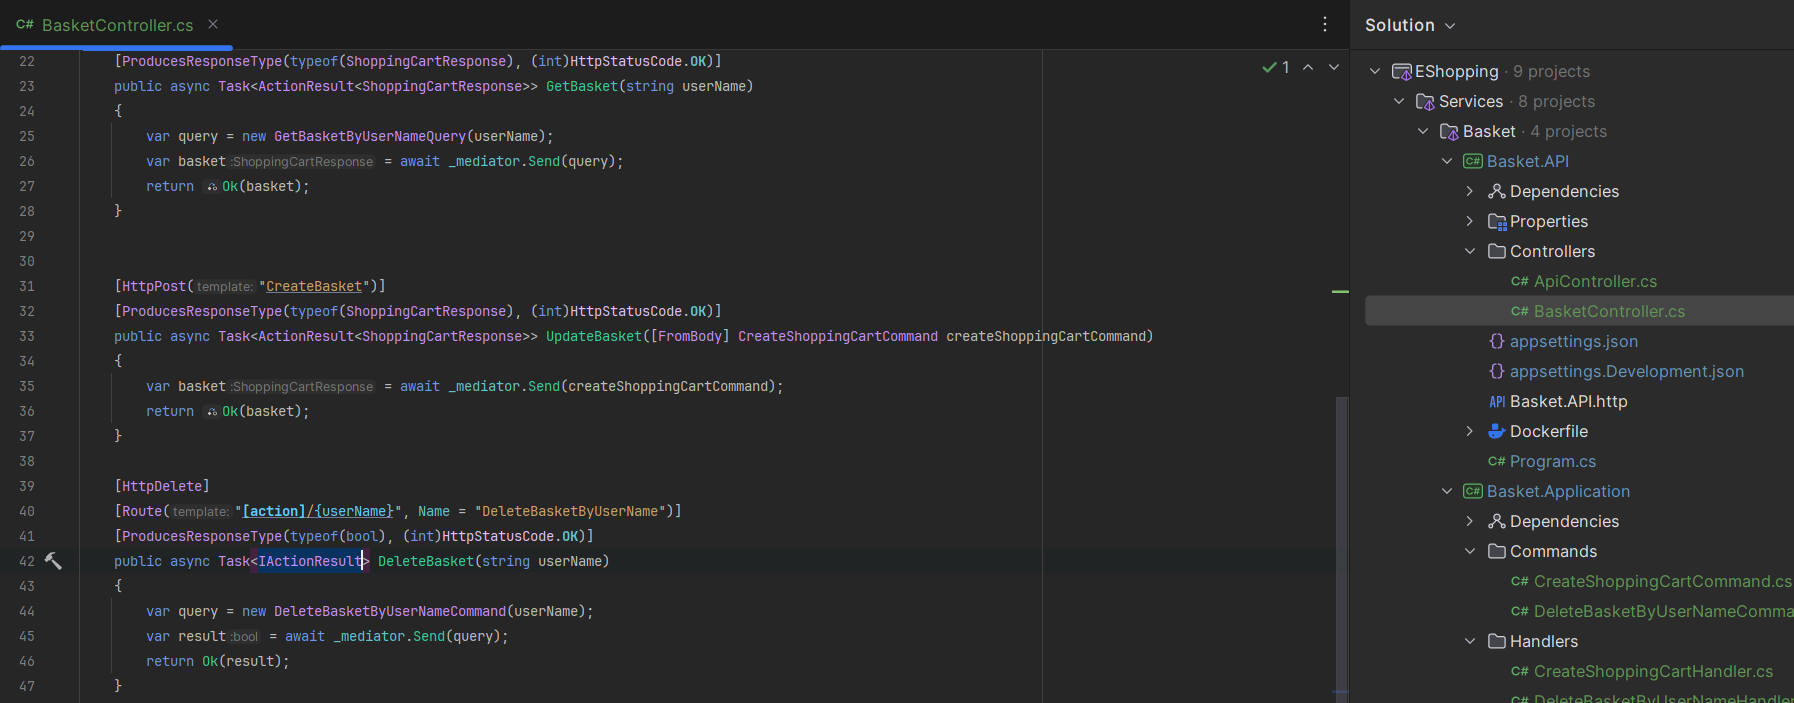 C# BasketController.cs
22 [ProducesResponseType(typeof(ShoppingCartResponse), (int)HttpStatusCode.OK)]
23 public async Task<ActionResult<ShoppingCartResponse>> GetBasket(string userName)
24 {
25 var query = new GetBasketByUserNameQuery(userName);
26 var basket :ShoppingCartResponse = await _mediator.Send(query);
27 return Ok(basket);
28 }
29
30
31 [HttpPost( template: "CreateBasket")]
32 [ProducesResponseType(typeof(ShoppingCartResponse), (int)HttpStatusCode.OK)]
33 public async Task<ActionResult<ShoppingCartResponse>> UpdateBasket([FromBody] CreateShoppingCartCommand createShoppingCartCommand)
34 {
35 var basket :ShoppingCartResponse = await _mediator.Send(createShoppingCartCommand);
36 return Ok(basket);
37 }
38
39 [HttpDelete]
40 [Route( template: "[action]/{userName}", Name = "DeleteBasketByUserName")]
41 [ProducesResponseType(typeof(bool), (int)HttpStatusCode.OK)]
42 public async Task<IActionResult> DeleteBasket(string userName)
43 {
44 var query = new DeleteBasketByUserNameCommand(userName);
45 var result :bool = await _mediator.Send(query);
46 return Ok(result);
47 }
1
Solution
EShopping · 9 projects
Services · 8 projects
Basket · 4 projects
C# Basket.API
Dependencies
Properties
Controllers
C# ApiController.cs
C# BasketController.cs
{} appsettings.json
{} appsettings.Development.json
API Basket.API.http
Dockerfile
C# Program.cs
C# Basket.Application
Dependencies
Commands
C# CreateShoppingCartCommand.cs
C# DeleteBasketByUserNameComma
Handlers
C# CreateShoppingCartHandler.cs
C# DeleteBasketByUserNameHandler